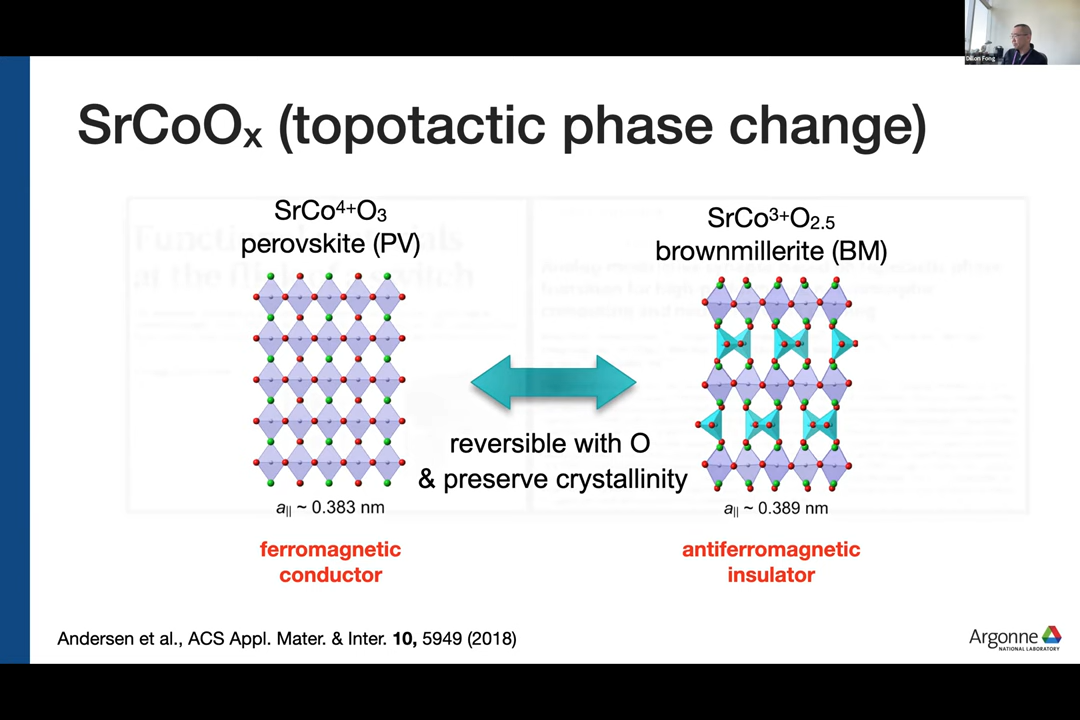 Dillon Fong
SrCoOₓ (topotactic phase change)
SrCo⁴⁺O₃
perovskite (PV)
SrCo³⁺O₂.₅
brownmillerite (BM)
reversible with O
& preserve crystallinity
a|| ~ 0.383 nm
a|| ~ 0.389 nm
ferromagnetic
conductor
antiferromagnetic
insulator
Andersen et al., ACS Appl. Mater. & Inter. 10, 5949 (2018)
Argonne
NATIONAL LABORATORY